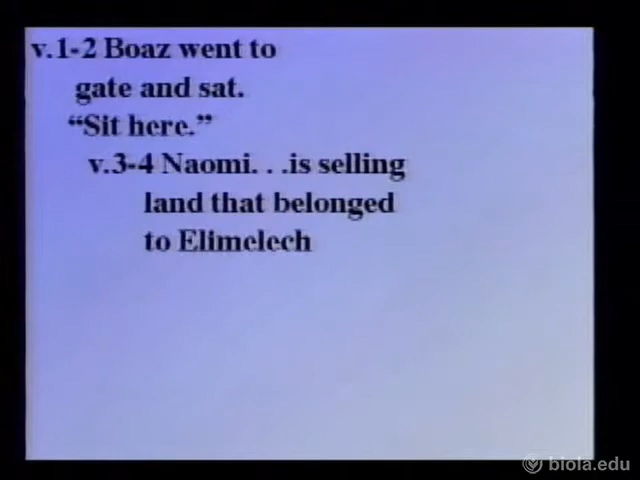 v.1-2 Boaz went to
gate and sat.
“Sit here.”
v.3-4 Naomi. . .is selling
land that belonged
to Elimelech
biola.edu